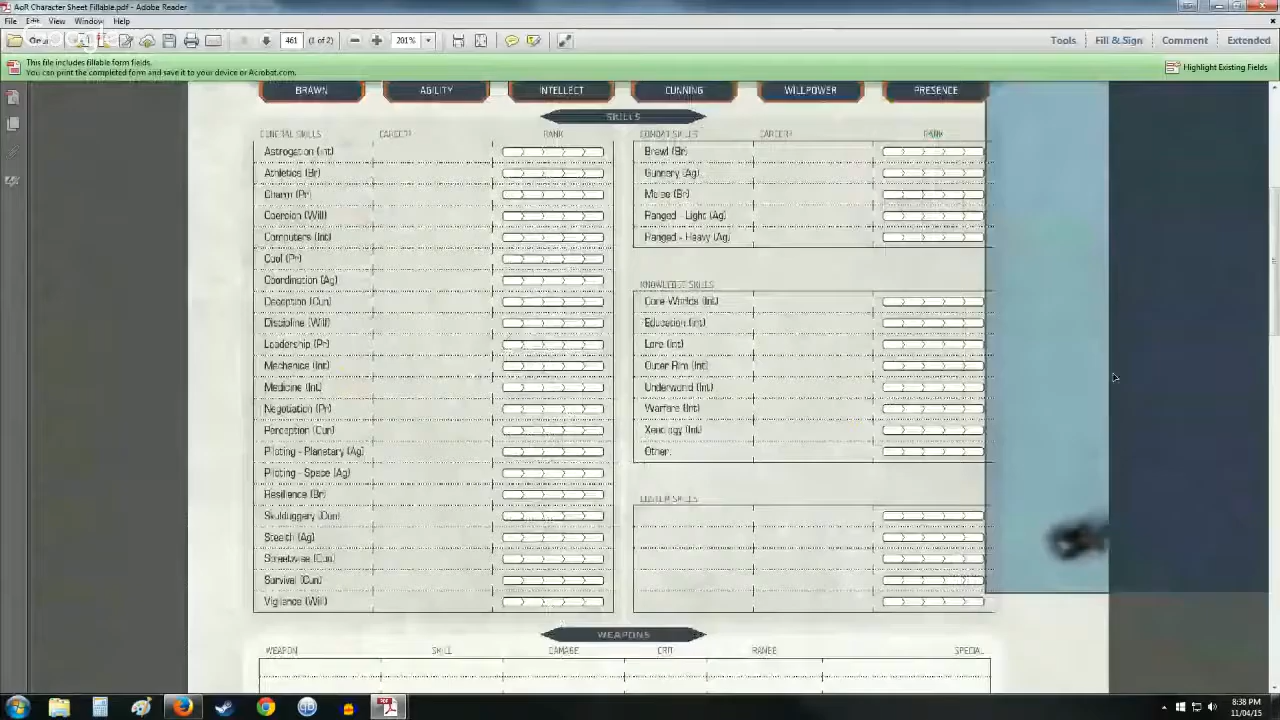 AoR Character Sheet Fillable.pdf - Adobe Reader
File Edit View Window Help
461 (1 of 2) 201% Tools Fill & Sign Comment Extended
This file includes fillable form fields.
You can print the completed form and save it to your device or Acrobat.com.
Highlight Existing Fields
BRAWN AGILITY INTELLECT CUNNING WILLPOWER PRESENCE
SKILLS
GENERAL SKILLS CAREER? RANK
Astrogation (Int)
Athletics (Br)
Charm (Pr)
Coercion (Will)
Computers (Int)
Cool (Pr)
Coordination (Ag)
Deception (Cun)
Discipline (Will)
Leadership (Pr)
Mechanics (Int)
Medicine (Int)
Negotiation (Pr)
Perception (Cun)
Piloting - Planetary (Ag)
Piloting - Space (Ag)
Resilience (Br)
Skulduggery (Cun)
Stealth (Ag)
Streetwise (Cun)
Survival (Cun)
Vigilance (Will)
COMBAT SKILLS CAREER? RANK
Brawl (Br)
Gunnery (Ag)
Melee (Br)
Ranged - Light (Ag)
Ranged - Heavy (Ag)
KNOWLEDGE SKILLS
Core Worlds (Int)
Education (Int)
Lore (Int)
Outer Rim (Int)
Underworld (Int)
Warfare (Int)
Xenology (Int)
Other:
CUSTOM SKILLS
WEAPONS
WEAPON SKILL DAMAGE CRIT RANGE SPECIAL
8:38 PM
11/04/15